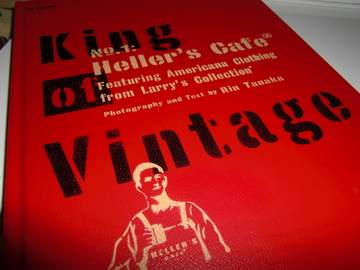 King
No. 1:
Heller's Cafe®
01
Featuring Americana Clothing
from Larry's Collection
Photography and Text by Rin Tanaka
Vintage
HELLER'S
CAFE